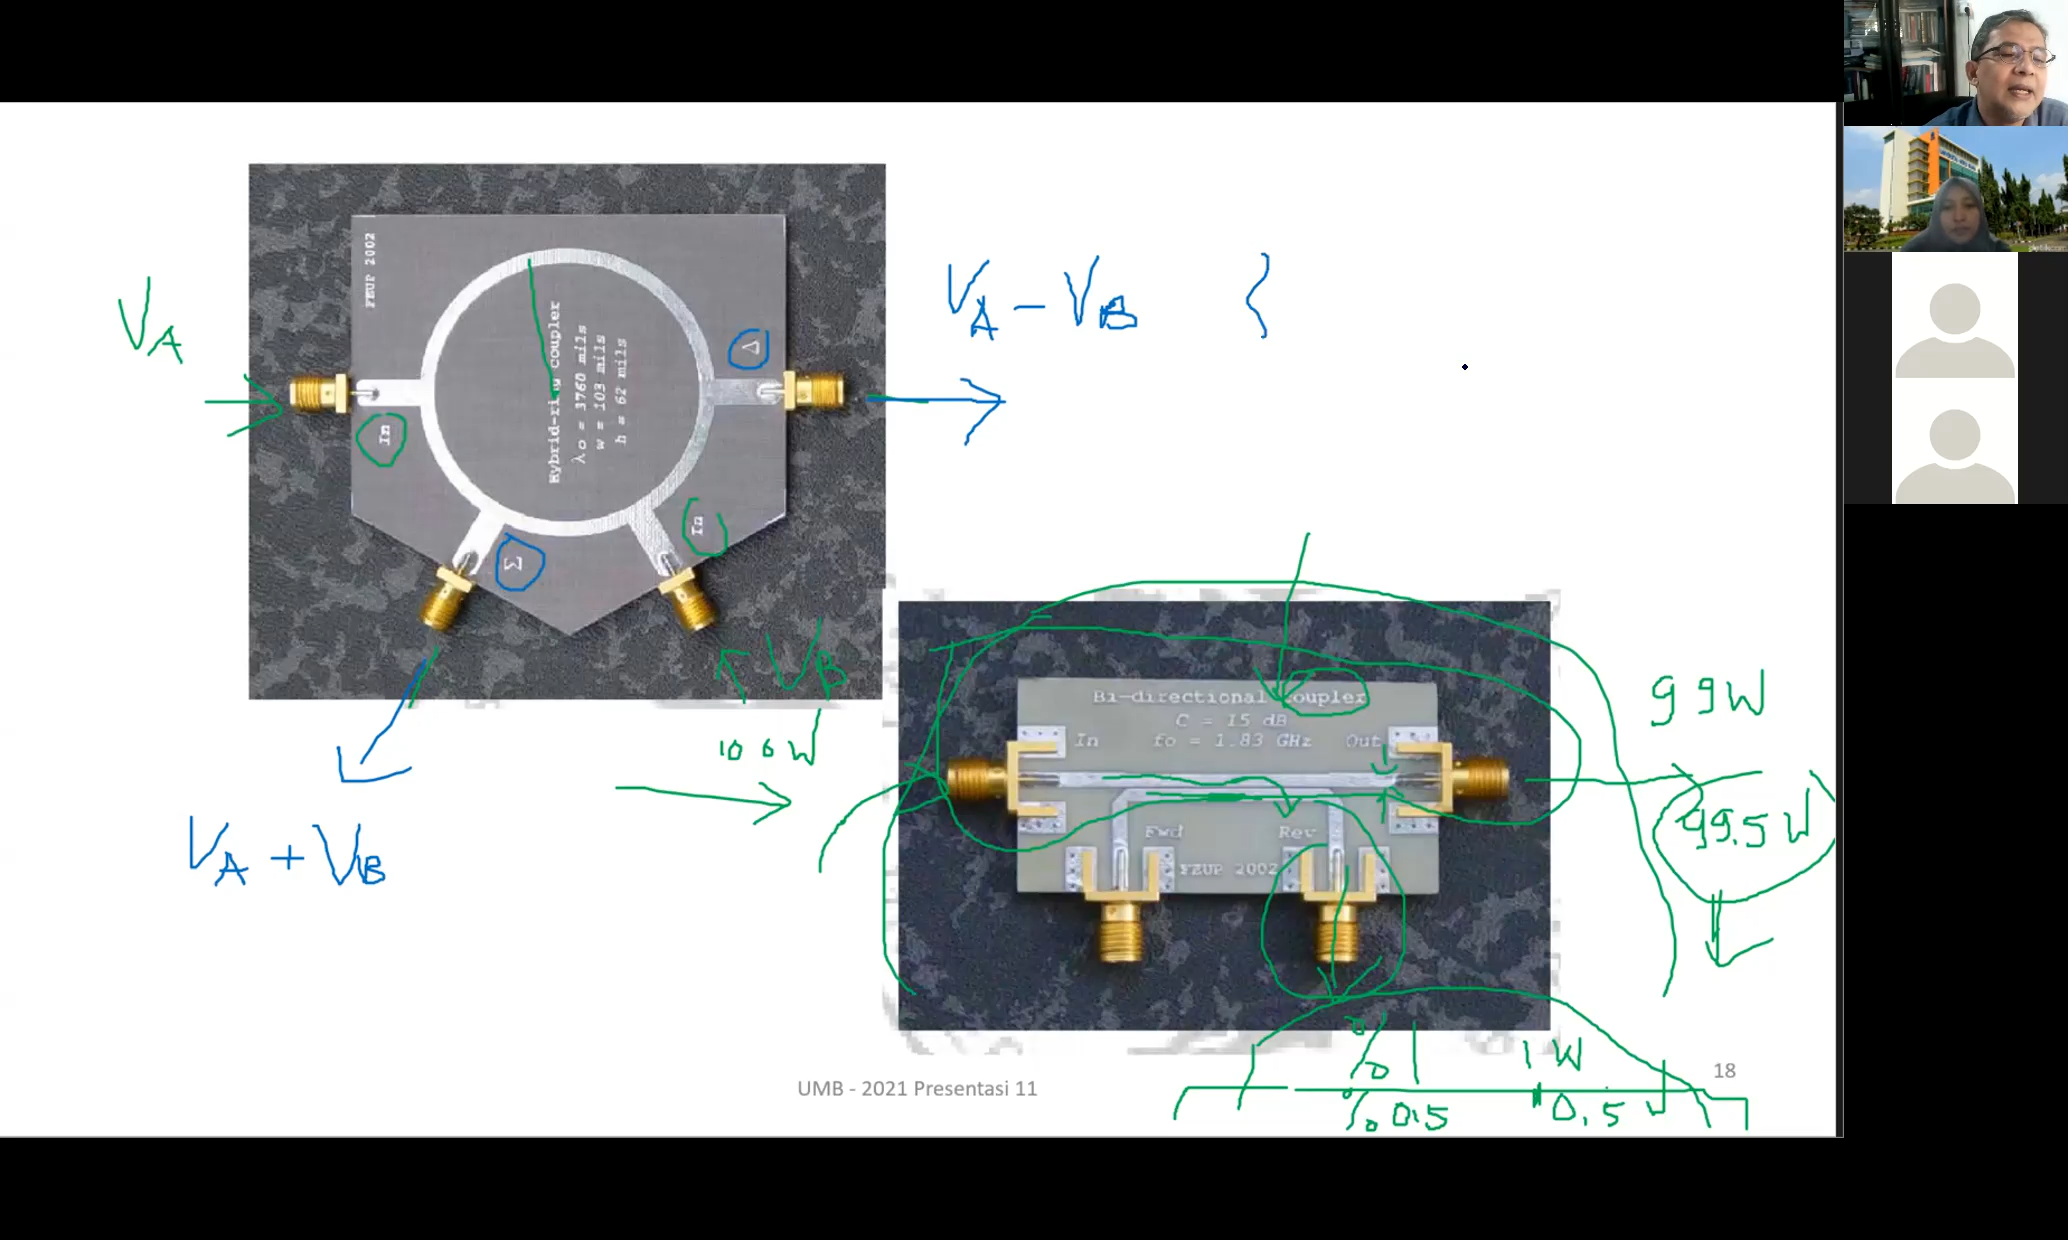 FEUP 2002
Hybrid-ring coupler
λo = 3760 mils
w = 103 mils
h = 62 mils
In
Δ
In
Σ
VA
VA - VB {
VB
VA + VB
100W
Bi-directional coupler
C = 15 dB
In fo = 1.83 GHz Out
Fwd Rev
FEUP 2002
99W
99.5 W
% 1 1 W
% 0.5 0.5 W
UMB - 2021 Presentasi 11
18